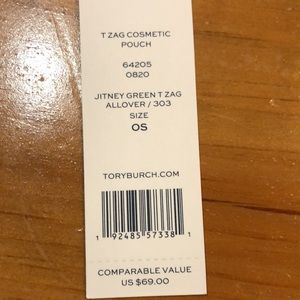 T ZAG COSMETIC
POUCH
64205
0820
JITNEY GREEN T ZAG
ALLOVER / 303
SIZE
OS
TORYBURCH.COM
1 92485 57338 1
COMPARABLE VALUE
US $69.00